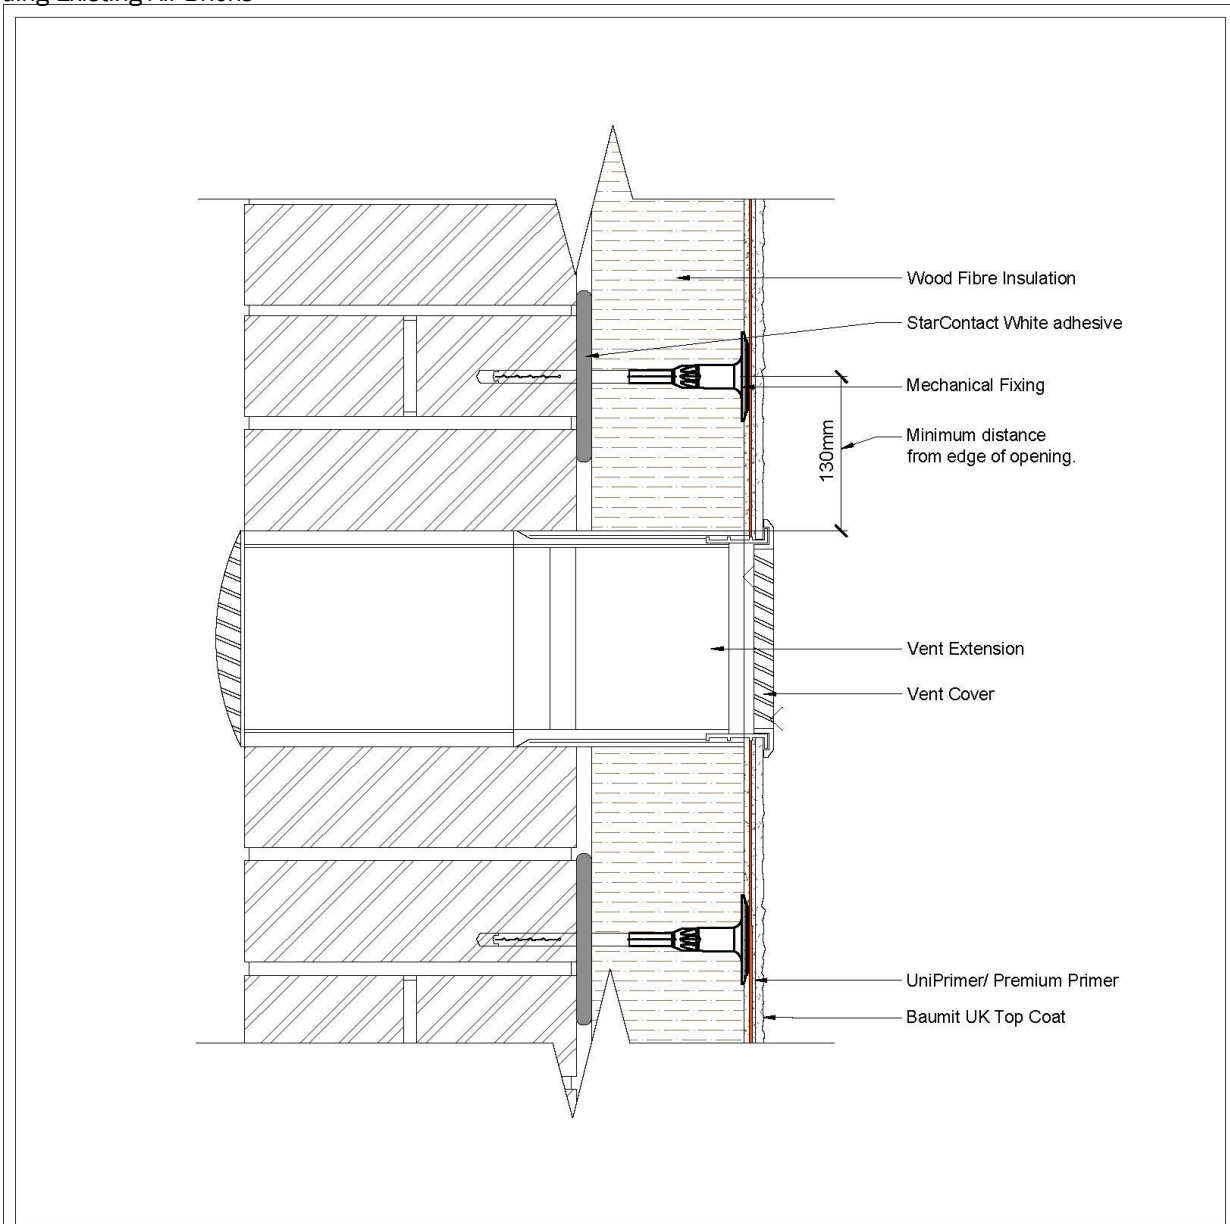 Wood Fibre Insulation
StarContact White adhesive
Mechanical Fixing
130mm
Minimum distance
from edge of opening.
Vent Extension
Vent Cover
UniPrimer/ Premium Primer
Baumit UK Top Coat